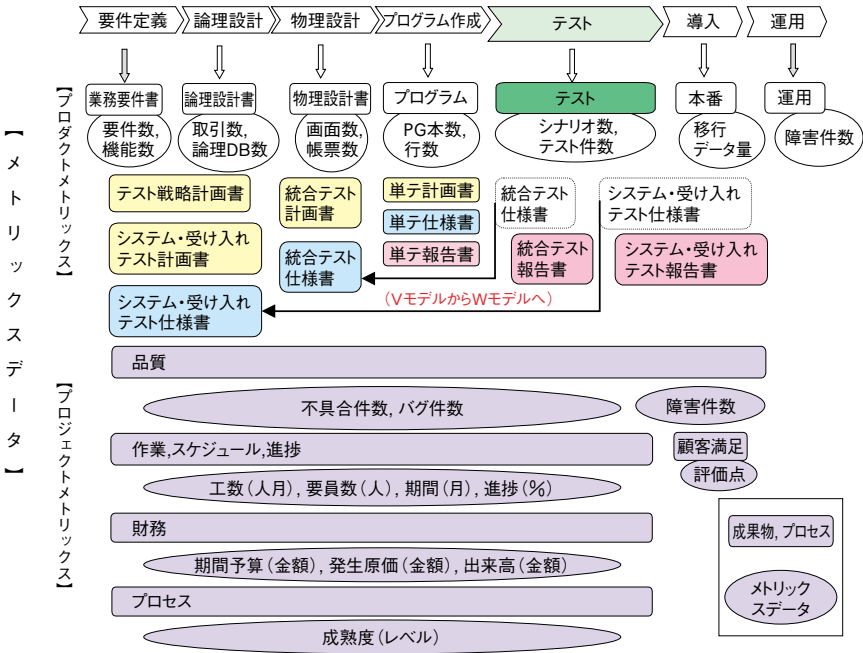 要件定義
論理設計
物理設計
プログラム作成
テスト
導入
運用
【メトリックスデータ】
【プロダクトメトリックス】
業務要件書
論理設計書
物理設計書
プログラム
テスト
本番
運用
要件数,
機能数
取引数,
論理DB数
画面数,
帳票数
PG本数,
行数
シナリオ数,
テスト件数
移行
データ量
障害件数
テスト戦略計画書
統合テスト
計画書
単テ計画書
統合テスト
仕様書
システム・受け入れ
テスト仕様書
単テ仕様書
システム・受け入れ
テスト計画書
統合テスト
仕様書
単テ報告書
統合テスト
報告書
システム・受け入れ
テスト報告書
システム・受け入れ
テスト仕様書
(VモデルからWモデルへ)
【プロジェクトメトリックス】
品質
不具合件数, バグ件数
障害件数
作業,スケジュール,進捗
顧客満足
評価点
工数(人月), 要員数(人), 期間(月), 進捗(%)
財務
期間予算(金額), 発生原価(金額), 出来高(金額)
プロセス
成熟度(レベル)
成果物, プロセス
メトリック
スデータ